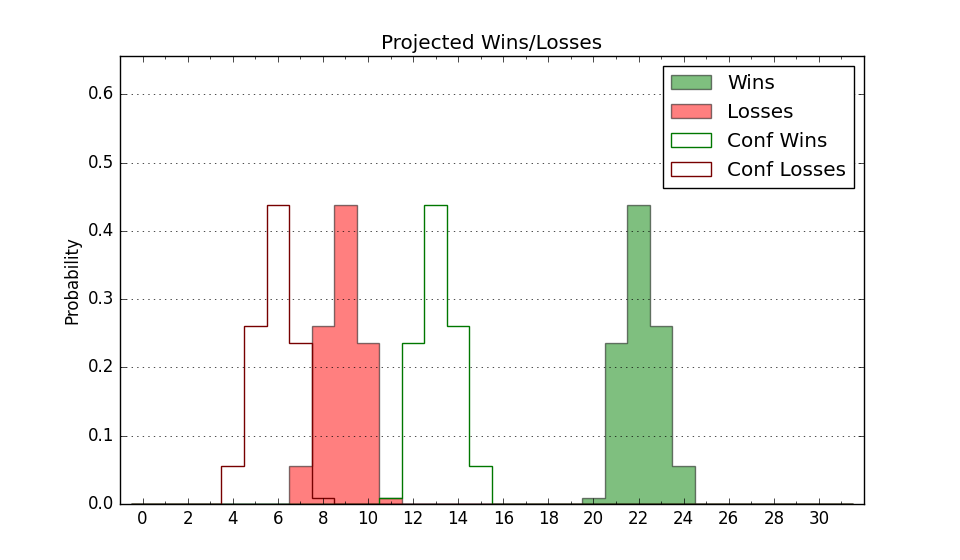 Projected Wins/Losses
Wins
Losses
Conf Wins
Conf Losses
Probability
0.6
0.5
0.4
0.3
0.2
0.1
0.0
0 2 4 6 8 10 12 14 16 18 20 22 24 26 28 30